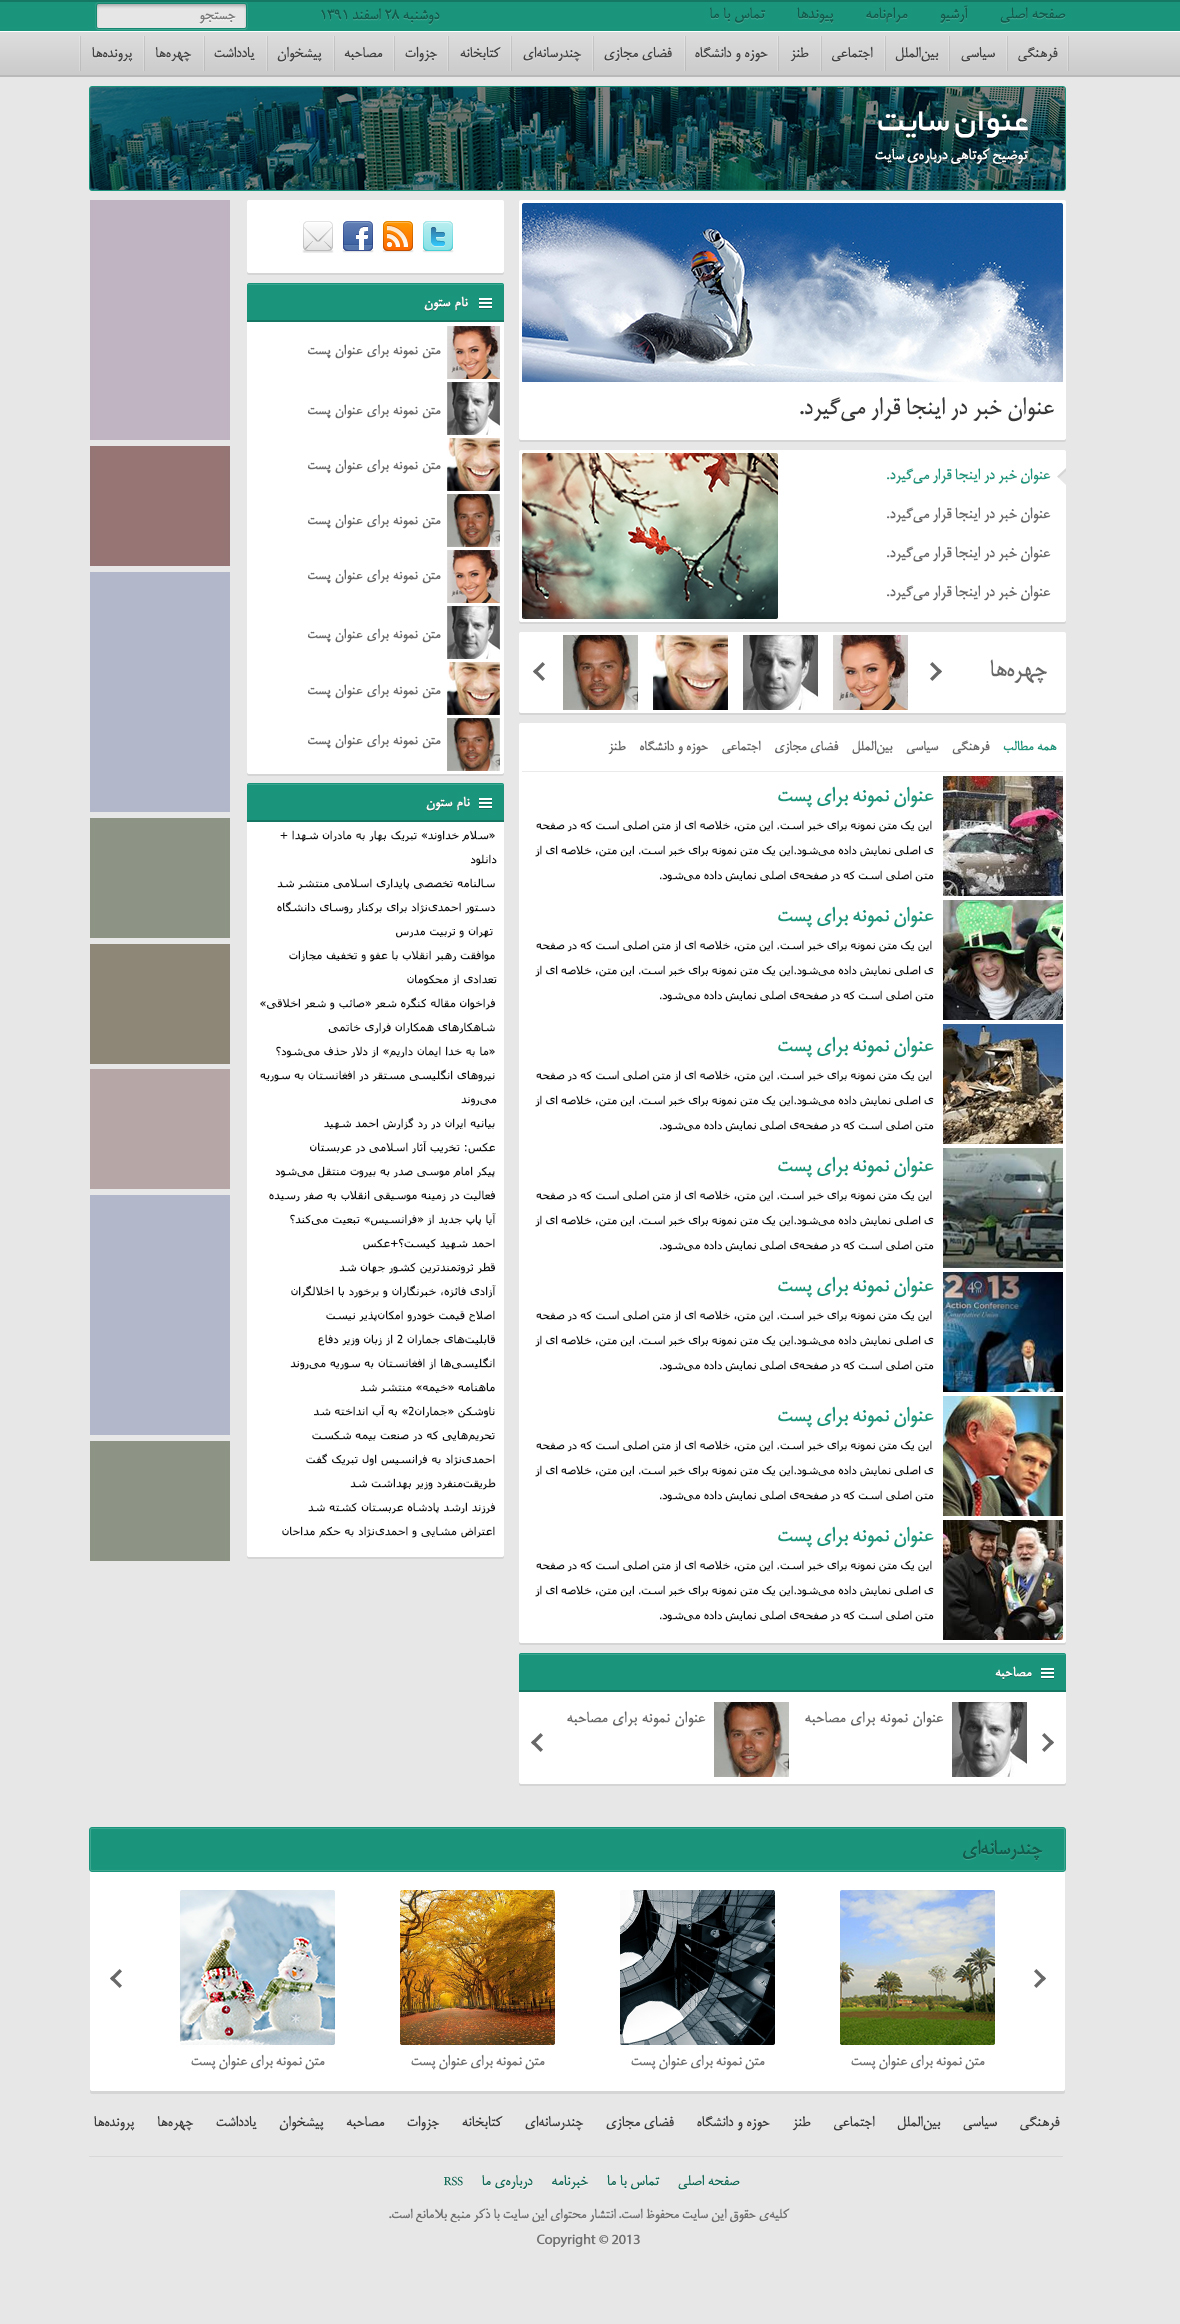 صفحه اصلی آرشیو مرام‌نامه پیوندها تماس با ما دوشنبه ۲۸ اسفند ۱۳۹۱ جستجو
فرهنگی سیاسی بین‌الملل اجتماعی طنز حوزه و دانشگاه فضای مجازی چندرسانه‌ای کتابخانه جزوات مصاحبه پیشخوان یادداشت چهره‌ها پرونده‌ها
عنوان سایت
توضیح کوتاهی درباره‌ی سایت
عنوان خبر در اینجا قرار می‌گیرد.
عنوان خبر در اینجا قرار می‌گیرد.
عنوان خبر در اینجا قرار می‌گیرد.
عنوان خبر در اینجا قرار می‌گیرد.
عنوان خبر در اینجا قرار می‌گیرد.
چهره‌ها
همه مطالب فرهنگی سیاسی بین‌الملل فضای مجازی اجتماعی حوزه و دانشگاه طنز
عنوان نمونه برای پست
این یک متن نمونه برای خبر است. این متن، خلاصه ای از متن اصلی است که در صفحه
ی اصلی نمایش داده می‌شود.این یک متن نمونه برای خبر است. این متن، خلاصه ای از
متن اصلی است که در صفحه‌ی اصلی نمایش داده می‌شود.
عنوان نمونه برای پست
این یک متن نمونه برای خبر است. این متن، خلاصه ای از متن اصلی است که در صفحه
ی اصلی نمایش داده می‌شود.این یک متن نمونه برای خبر است. این متن، خلاصه ای از
متن اصلی است که در صفحه‌ی اصلی نمایش داده می‌شود.
عنوان نمونه برای پست
این یک متن نمونه برای خبر است. این متن، خلاصه ای از متن اصلی است که در صفحه
ی اصلی نمایش داده می‌شود.این یک متن نمونه برای خبر است. این متن، خلاصه ای از
متن اصلی است که در صفحه‌ی اصلی نمایش داده می‌شود.
عنوان نمونه برای پست
این یک متن نمونه برای خبر است. این متن، خلاصه ای از متن اصلی است که در صفحه
ی اصلی نمایش داده می‌شود.این یک متن نمونه برای خبر است. این متن، خلاصه ای از
متن اصلی است که در صفحه‌ی اصلی نمایش داده می‌شود.
عنوان نمونه برای پست
این یک متن نمونه برای خبر است. این متن، خلاصه ای از متن اصلی است که در صفحه
ی اصلی نمایش داده می‌شود.این یک متن نمونه برای خبر است. این متن، خلاصه ای از
متن اصلی است که در صفحه‌ی اصلی نمایش داده می‌شود.
2013
40
Action Conference
عنوان نمونه برای پست
این یک متن نمونه برای خبر است. این متن، خلاصه ای از متن اصلی است که در صفحه
ی اصلی نمایش داده می‌شود.این یک متن نمونه برای خبر است. این متن، خلاصه ای از
متن اصلی است که در صفحه‌ی اصلی نمایش داده می‌شود.
عنوان نمونه برای پست
این یک متن نمونه برای خبر است. این متن، خلاصه ای از متن اصلی است که در صفحه
ی اصلی نمایش داده می‌شود.این یک متن نمونه برای خبر است. این متن، خلاصه ای از
متن اصلی است که در صفحه‌ی اصلی نمایش داده می‌شود.
مصاحبه
عنوان نمونه برای مصاحبه
عنوان نمونه برای مصاحبه
نام ستون
متن نمونه برای عنوان پست
متن نمونه برای عنوان پست
متن نمونه برای عنوان پست
متن نمونه برای عنوان پست
متن نمونه برای عنوان پست
متن نمونه برای عنوان پست
متن نمونه برای عنوان پست
متن نمونه برای عنوان پست
نام ستون
«سلام خداوند» تبریک بهار به مادران شهدا +
دانلود
سالنامه تخصصی پایداری اسلامی منتشر شد
دستور احمدی‌نژاد برای برکنار روسای دانشگاه
تهران و تربیت مدرس
موافقت رهبر انقلاب با عفو و تخفیف مجازات
تعدادی از محکومان
فراخوان مقاله کنگره شعر «صائب و شعر اخلاقی»
شاهکارهای همکاران فراری خاتمی
«ما به خدا ایمان داریم» از دلار حذف می‌شود؟
نیروهای انگلیسی مستقر در افغانستان به سوریه
می‌روند
بیانیه ایران در رد گزارش احمد شهید
عکس: تخریب آثار اسلامی در عربستان
پیکر امام موسی صدر به بیروت منتقل می‌شود
فعالیت در زمینه موسیقی انقلاب به صفر رسیده
آیا پاپ جدید از «فرانسیس» تبعیت می‌کند؟
احمد شهید کیست؟+عکس
قطر ثروتمندترین کشور جهان شد
آزادی فائزه، خبرنگاران و برخورد با اخلالگران
اصلاح قیمت خودرو امکان‌پذیر نیست
قابلیت‌های جماران 2 از زبان وزیر دفاع
انگلیسی‌ها از افغانستان به سوریه می‌روند
ماهنامه «خیمه» منتشر شد
ناوشکن «جماران2» به آب انداخته شد
تحریم‌هایی که در صنعت بیمه شکست
احمدی‌نژاد به فرانسیس اول تبریک گفت
طریقت‌منفرد وزیر بهداشت شد
فرزند ارشد پادشاه عربستان کشته شد
اعتراض مشایی و احمدی‌نژاد به حکم مداحان
چندرسانه‌ای
متن نمونه برای عنوان پست
متن نمونه برای عنوان پست
متن نمونه برای عنوان پست
متن نمونه برای عنوان پست
فرهنگی سیاسی بین‌الملل اجتماعی طنز حوزه و دانشگاه فضای مجازی چندرسانه‌ای کتابخانه جزوات مصاحبه پیشخوان یادداشت چهره‌ها پرونده‌ها
صفحه اصلی تماس با ما خبرنامه درباره‌ی ما RSS
کلیه‌ی حقوق این سایت محفوظ است. انتشار محتوای این سایت با ذکر منبع بلامانع است.
Copyright © 2013